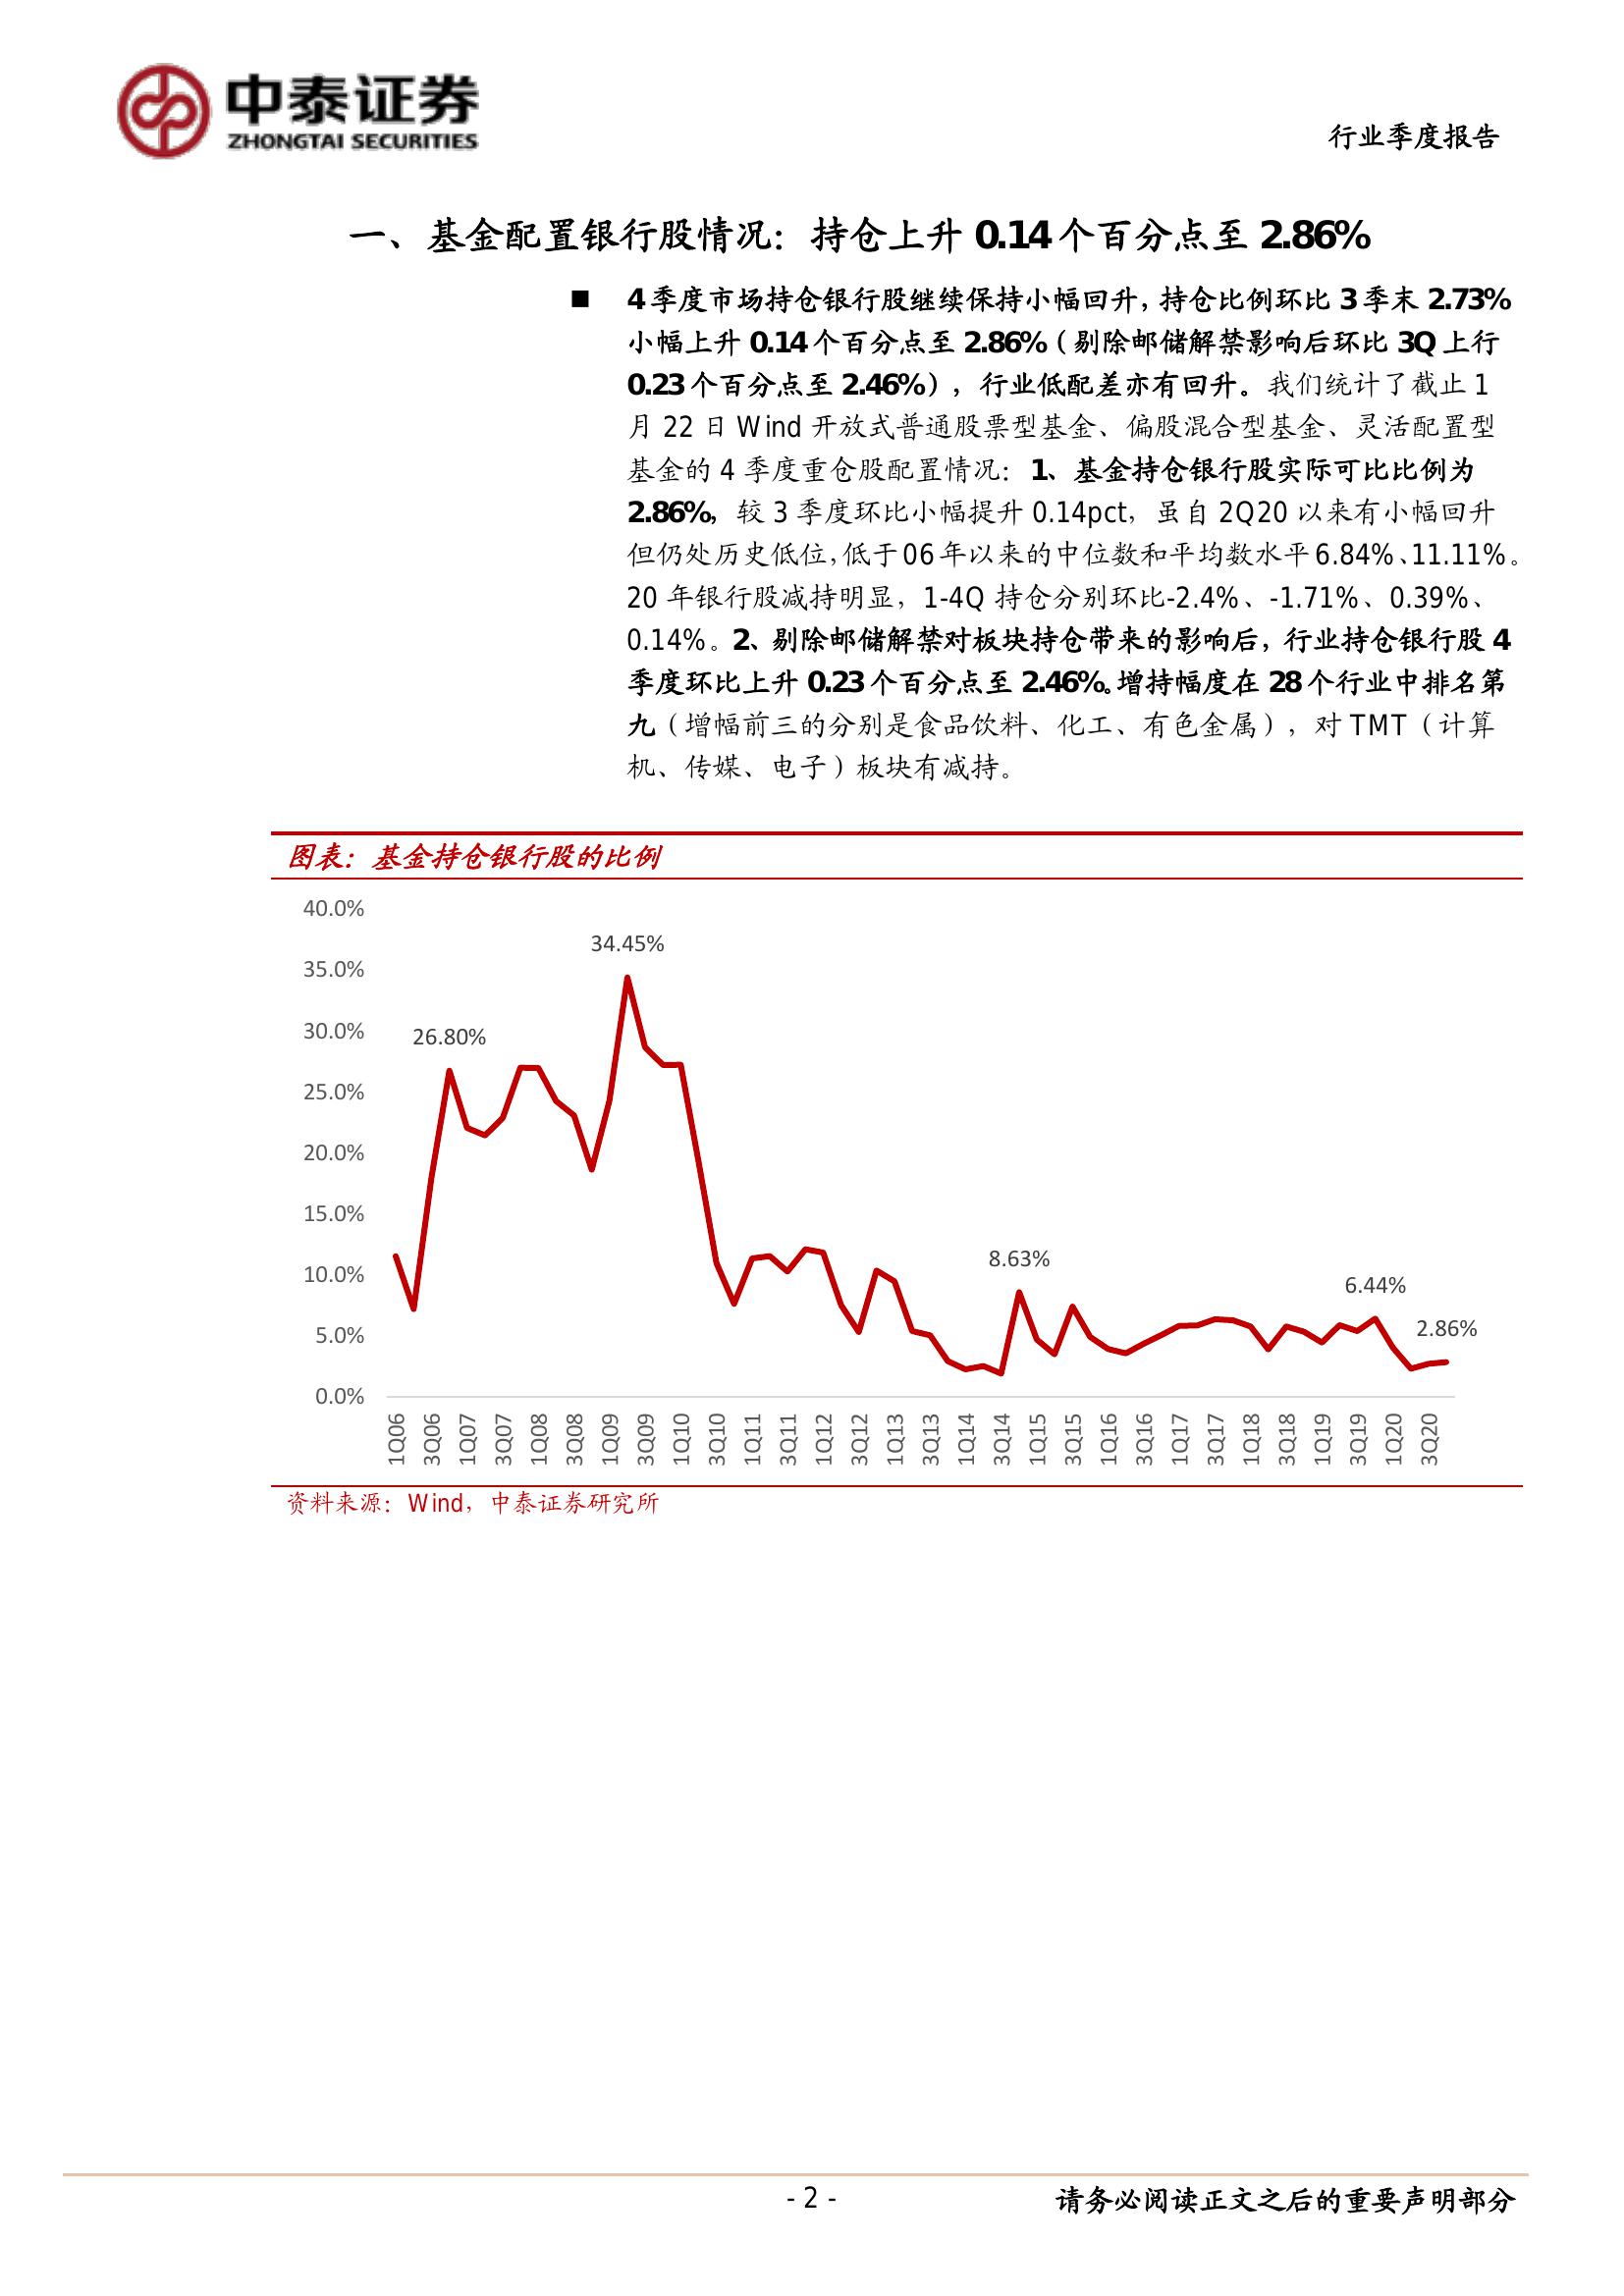 中泰证券
ZHONGTAI SECURITIES
行业季度报告
一、基金配置银行股情况：持仓上升 0.14 个百分点至 2.86%
■ 4 季度市场持仓银行股继续保持小幅回升，持仓比例环比 3 季末 2.73%
小幅上升 0.14 个百分点至 2.86%（剔除邮储解禁影响后环比 3Q 上行
0.23 个百分点至 2.46%），行业低配差亦有回升。我们统计了截止 1
月 22 日 Wind 开放式普通股票型基金、偏股混合型基金、灵活配置型
基金的 4 季度重仓股配置情况：1、基金持仓银行股实际可比比例为
2.86%，较 3 季度环比小幅提升 0.14pct，虽自 2Q20 以来有小幅回升
但仍处历史低位，低于 06 年以来的中位数和平均数水平 6.84%、11.11%。
20 年银行股减持明显，1-4Q 持仓分别环比-2.4%、-1.71%、0.39%、
0.14%。2、剔除邮储解禁对板块持仓带来的影响后，行业持仓银行股 4
季度环比上升 0.23 个百分点至 2.46%。增持幅度在 28 个行业中排名第
九（增幅前三的分别是食品饮料、化工、有色金属），对 TMT（计算
机、传媒、电子）板块有减持。
图表：基金持仓银行股的比例
40.0%
35.0%
30.0%
25.0%
20.0%
15.0%
10.0%
5.0%
0.0%
26.80%
34.45%
8.63%
6.44%
2.86%
1Q06
3Q06
1Q07
3Q07
1Q08
3Q08
1Q09
3Q09
1Q10
3Q10
1Q11
3Q11
1Q12
3Q12
1Q13
3Q13
1Q14
3Q14
1Q15
3Q15
1Q16
3Q16
1Q17
3Q17
1Q18
3Q18
1Q19
3Q19
1Q20
3Q20
资料来源：Wind，中泰证券研究所
- 2 -
请务必阅读正文之后的重要声明部分